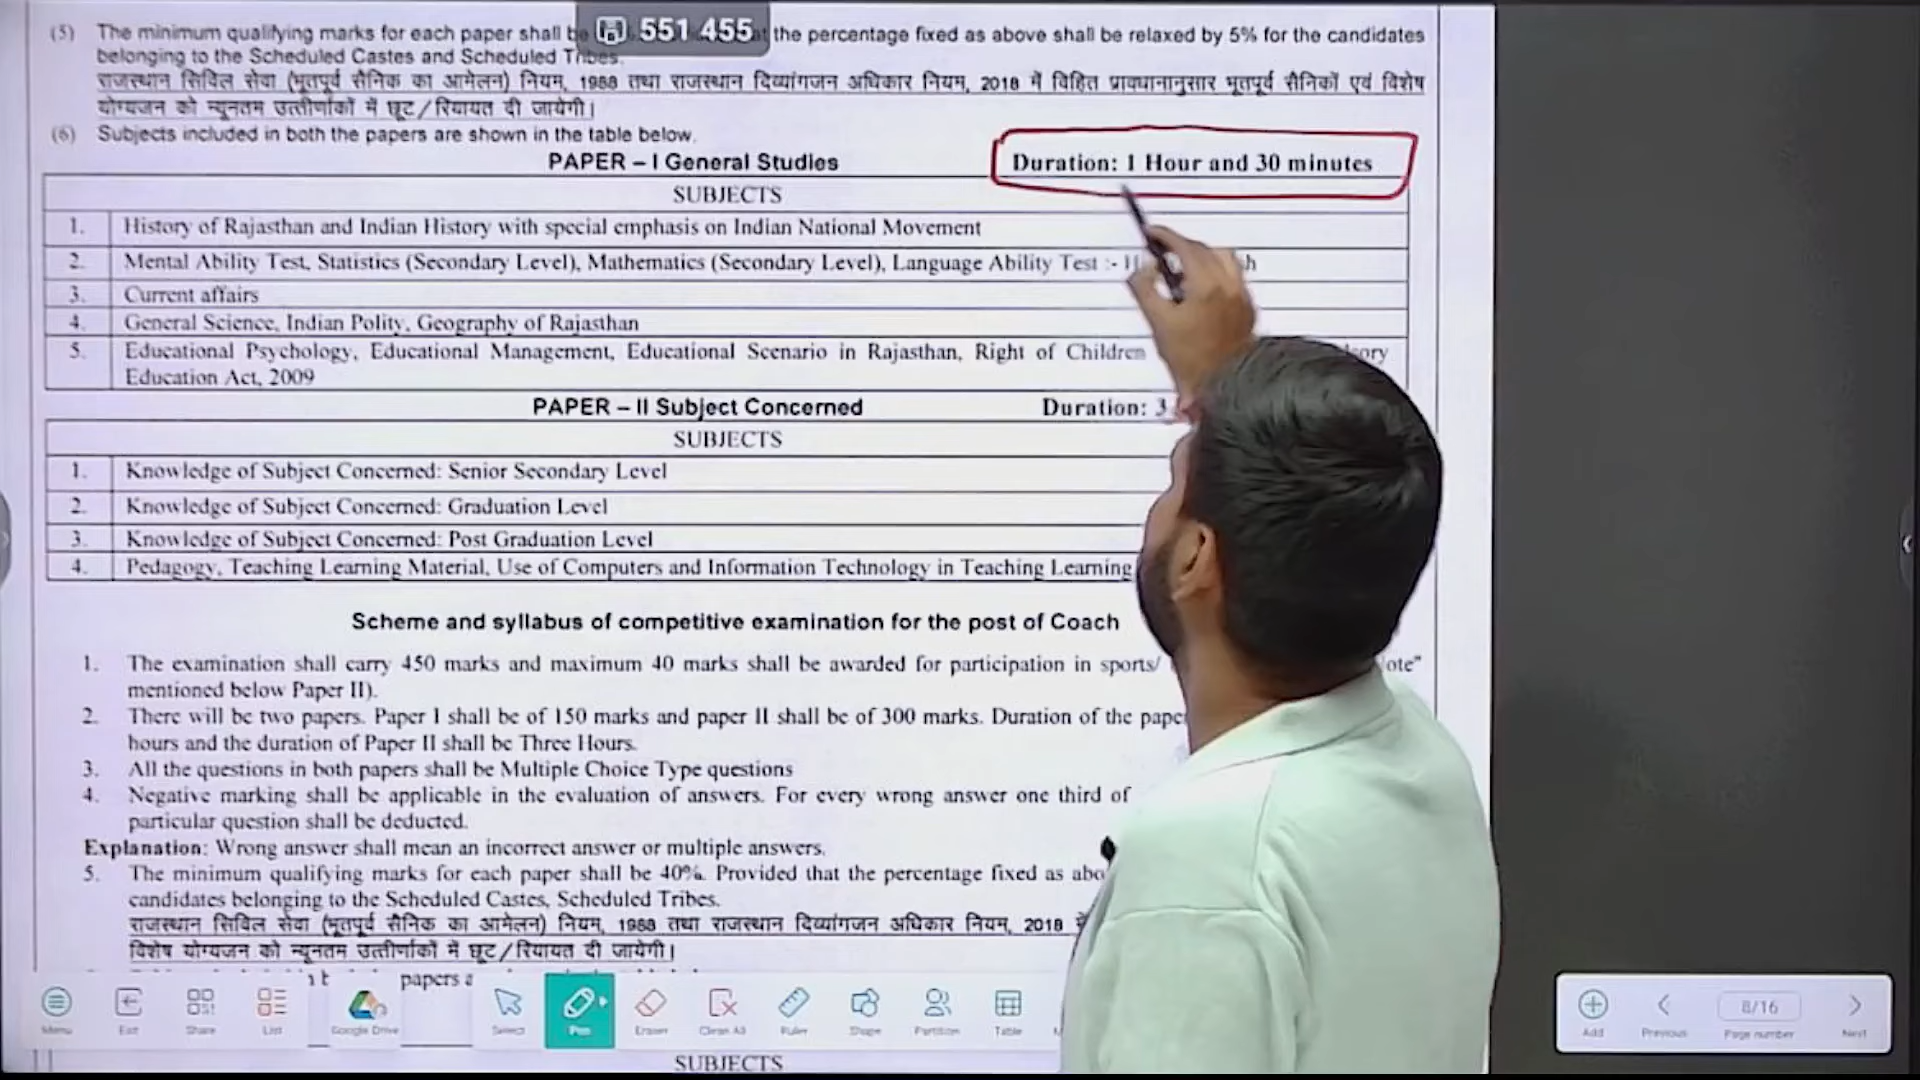 551 455
(5) The minimum qualifying marks for each paper shall be the percentage fixed as above shall be relaxed by 5% for the candidates
belonging to the Scheduled Castes and Scheduled Tribes.
राजस्थान सिविल सेवा (भूतपूर्व सैनिक का आमेलन) नियम, 1988 तथा राजस्थान दिव्यांगजन अधिकार नियम, 2018 में विहित प्रावधानानुसार भूतपूर्व सैनिकों एवं विशेष
योग्यजन को न्यूनतम उत्तीर्णांकों में छूट/रियायत दी जायेगी।
(6) Subjects included in both the papers are shown in the table below.
PAPER – I General Studies Duration: 1 Hour and 30 minutes
SUBJECTS
1. History of Rajasthan and Indian History with special emphasis on Indian National Movement
2. Mental Ability Test, Statistics (Secondary Level), Mathematics (Secondary Level), Language Ability Test :-
3. Current affairs
4. General Science, Indian Polity, Geography of Rajasthan
5. Educational Psychology, Educational Management, Educational Scenario in Rajasthan, Right of Children
Education Act, 2009
PAPER – II Subject Concerned Duration: 3
SUBJECTS
1. Knowledge of Subject Concerned: Senior Secondary Level
2. Knowledge of Subject Concerned: Graduation Level
3. Knowledge of Subject Concerned: Post Graduation Level
4. Pedagogy, Teaching Learning Material, Use of Computers and Information Technology in Teaching Learning
Scheme and syllabus of competitive examination for the post of Coach
1. The examination shall carry 450 marks and maximum 40 marks shall be awarded for participation in sports/
mentioned below Paper II).
2. There will be two papers. Paper I shall be of 150 marks and paper II shall be of 300 marks. Duration of the
hours and the duration of Paper II shall be Three Hours.
3. All the questions in both papers shall be Multiple Choice Type questions
4. Negative marking shall be applicable in the evaluation of answers. For every wrong answer one third of
particular question shall be deducted.
Explanation: Wrong answer shall mean an incorrect answer or multiple answers.
5. The minimum qualifying marks for each paper shall be 40%. Provided that the percentage fixed as
candidates belonging to the Scheduled Castes, Scheduled Tribes.
राजस्थान सिविल सेवा (भूतपूर्व सैनिक का आमेलन) नियम, 1988 तथा राजस्थान दिव्यांगजन अधिकार नियम, 2018
विशेष योग्यजन को न्यूनतम उत्तीर्णांकों में छूट/रियायत दी जायेगी।
papers
Menu Exit Share List Google Drive Select Pen Eraser Clean All Ruler Shape Partition Table
8/16
Add Previous Page number Next
SUBJECTS